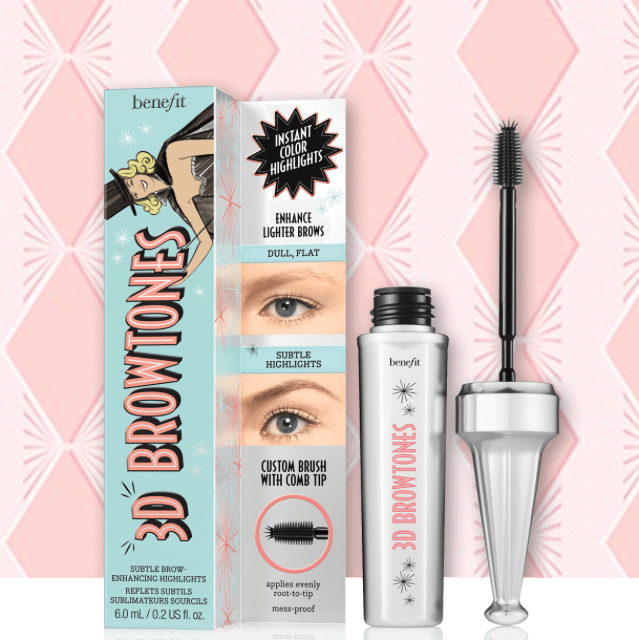 benefit
3D BROWTONES
SUBTLE BROW-
ENHANCING HIGHLIGHTS
REFLETS SUBTILS
SUBLIMATEURS SOURCILS
6.0 mL / 0.2 US fl. oz.
INSTANT
COLOR
HIGHLIGHTS
ENHANCE
LIGHTER BROWS
DULL, FLAT
SUBTLE
HIGHLIGHTS
CUSTOM BRUSH
WITH COMB TIP
applies evenly
root-to-tip
mess-proof
benefit
3D BROWTONES